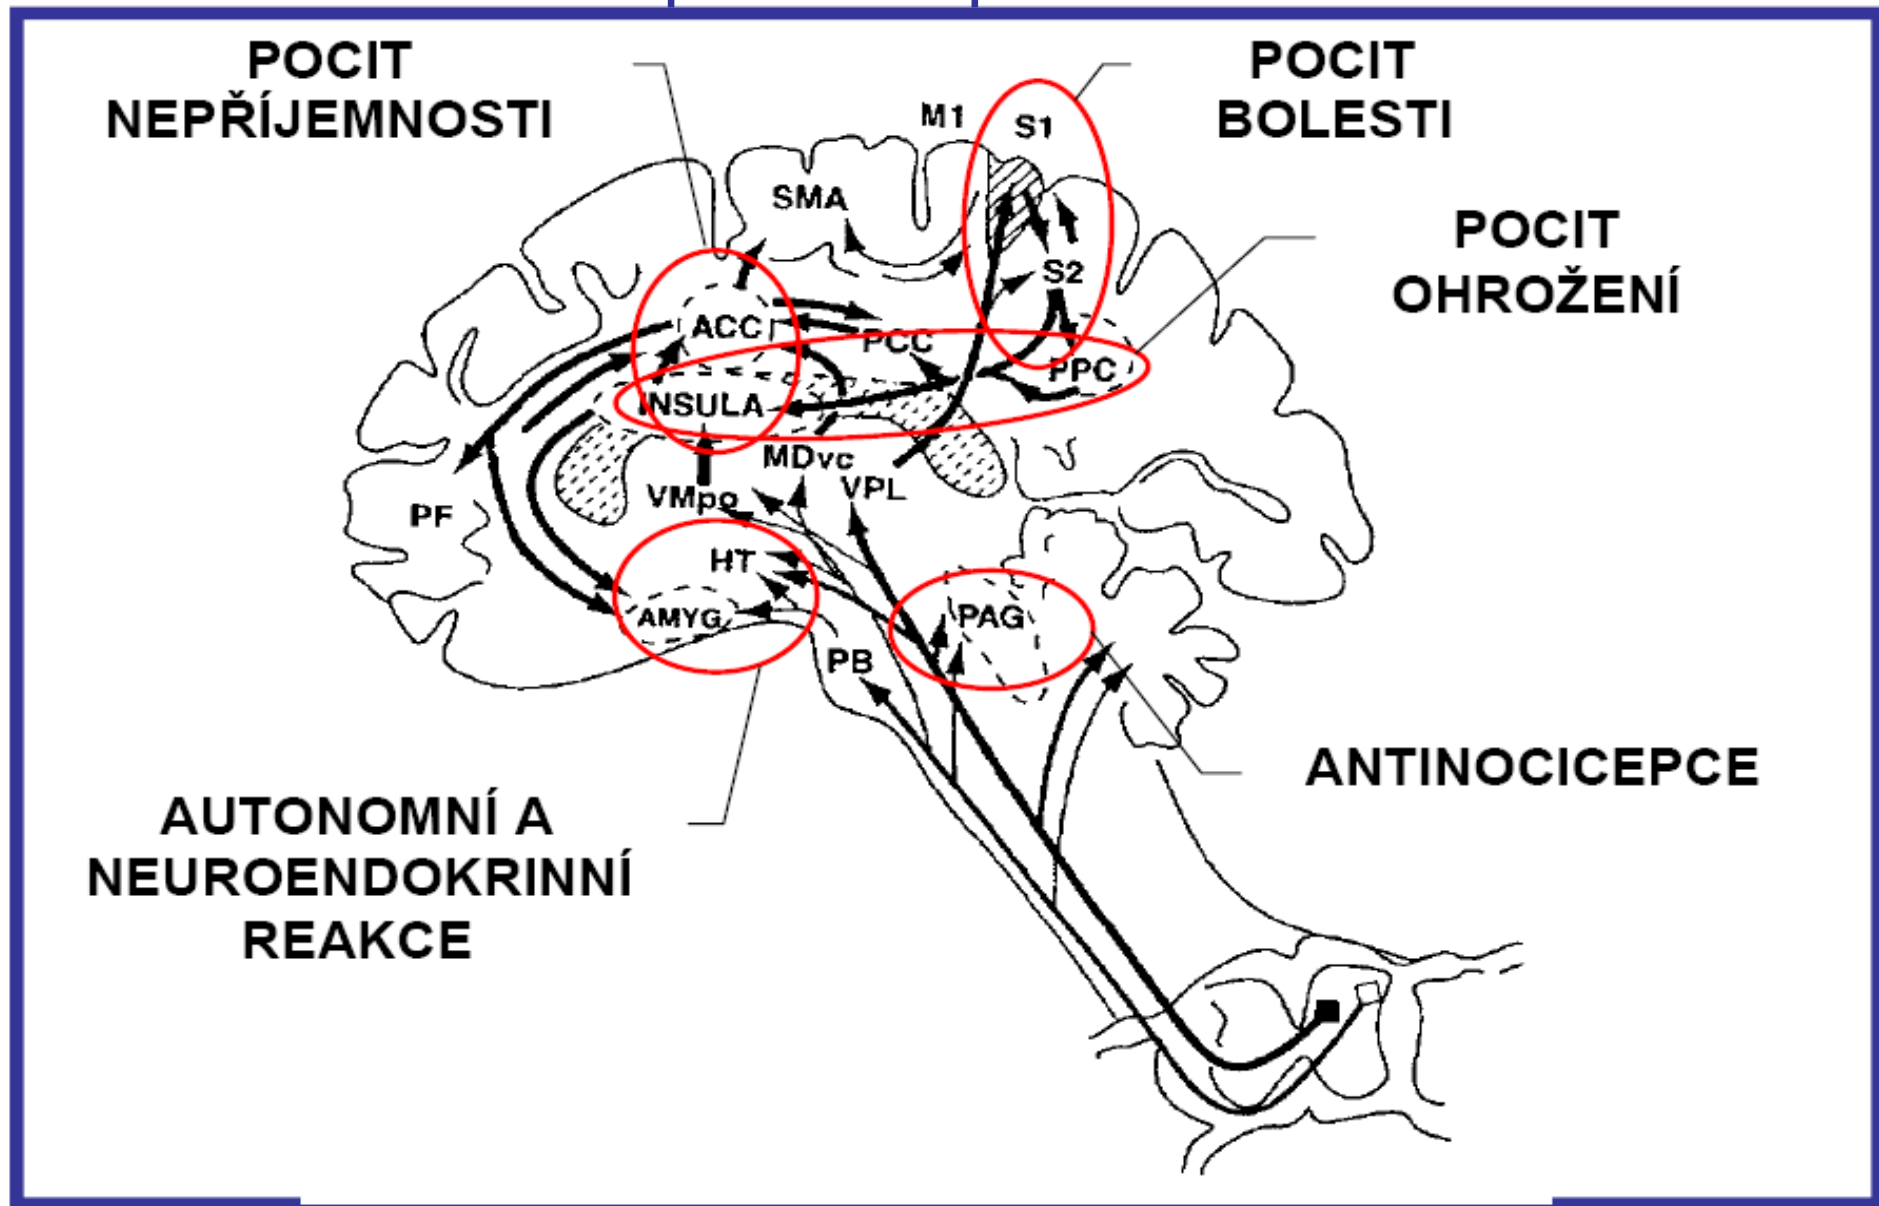 POCIT
NEPŘÍJEMNOSTI
POCIT
BOLESTI
M1
S1
SMA
POCIT
OHROŽENÍ
S2
ACC
PCC
PPC
INSULA
MDvc
VPL
VMpo
PF
HT
AMYG
PAG
PB
ANTINOCICEPCE
AUTONOMNÍ A
NEUROENDOKRINNÍ
REAKCE